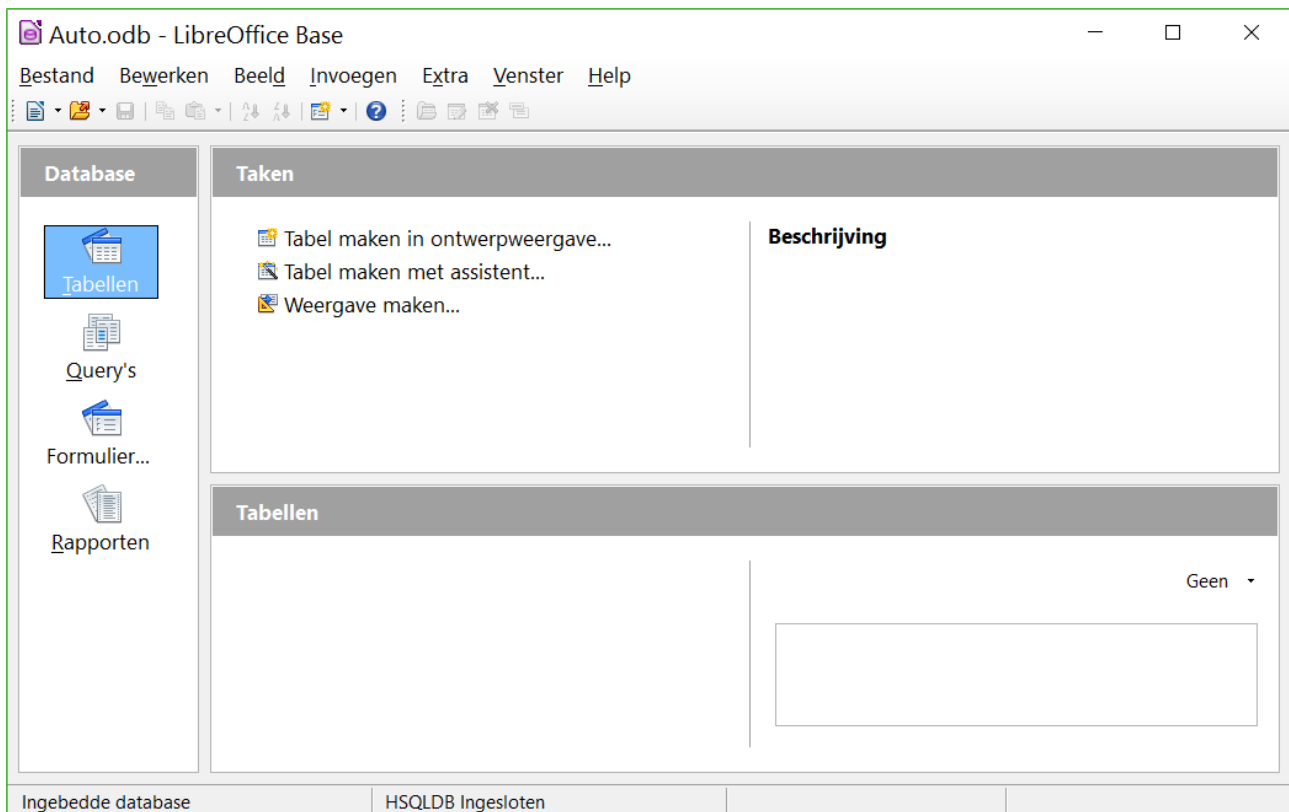 Auto.odb - LibreOffice Base
Bestand Bewerken Beeld Invoegen Extra Venster Help
Database
Tabellen
Query's
Formulier...
Rapporten
Taken
Tabel maken in ontwerpweergave...
Tabel maken met assistent...
Weergave maken...
Beschrijving
Tabellen
Geen
Ingebedde database
HSQLDB Ingesloten